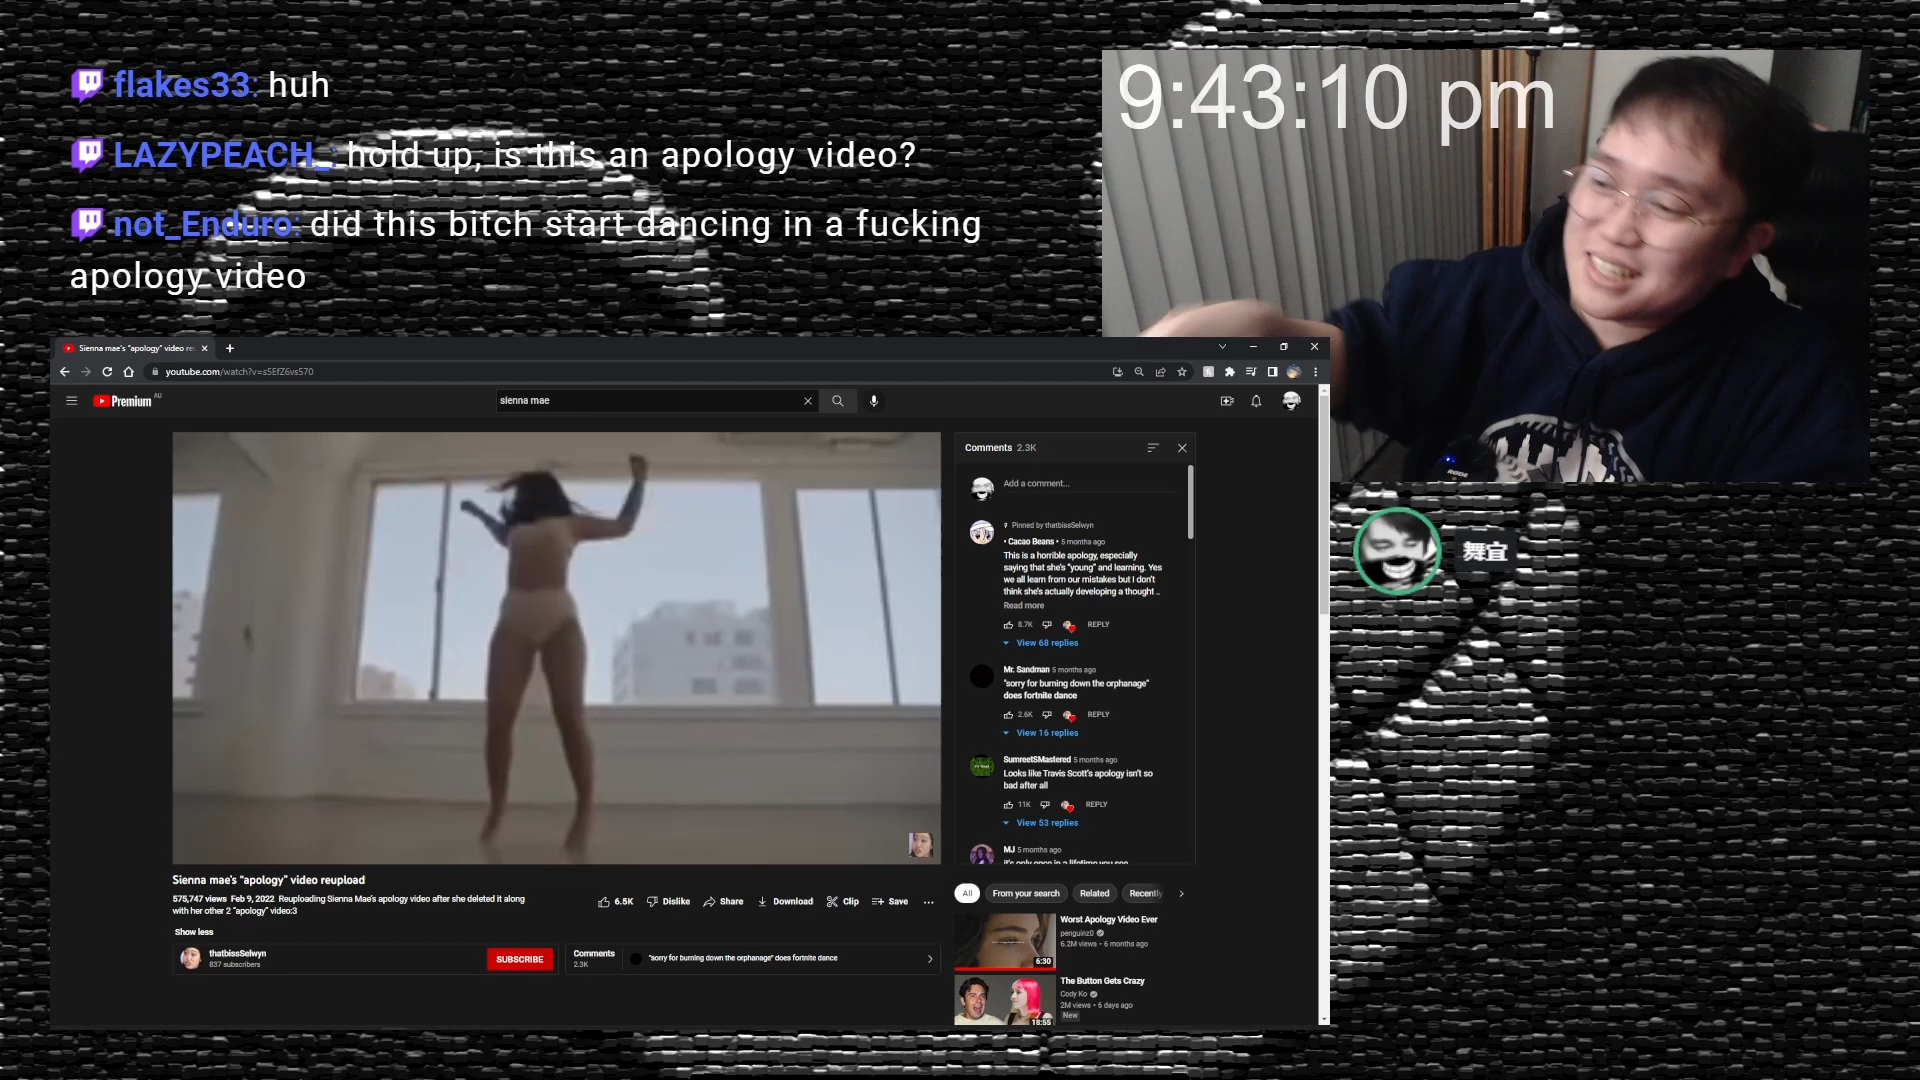 flakes33: huh
LAZYPEACH_: hold up, is this an apology video?
not_Enduro: did this bitch start dancing in a fucking
apology video
9:43:10 pm
Sienna mae's "apology" video re
youtube.com/watch?v=s5EfZ6vs570
Premium AU
sienna mae
Comments 2.3K
Add a comment...
Pinned by thatbissSelwyn
• Cacao Beans • 5 months ago
This is a horrible apology, especially
saying that she's "young" and learning. Yes
we all learn from our mistakes but I don't
think she's actually developing a thought ..
Read more
8.7K REPLY
View 68 replies
Mr. Sandman 5 months ago
"sorry for burning down the orphanage"
does fortnite dance
2.6K REPLY
View 16 replies
SumreetSMastered 5 months ago
Looks like Travis Scott's apology isn't so
bad after all
11K REPLY
View 53 replies
MJ 5 months ago
it's only once in a lifetime you see
RODE
舞宜
Sienna mae's "apology" video reupload
575,747 views Feb 9, 2022 Reuploading Sienna Mae's apology video after she deleted it along
with her other 2 "apology" video:3
6.5K Dislike Share Download Clip Save
Show less
thatbissSelwyn
837 subscribers
SUBSCRIBE
Comments
2.3K
"sorry for burning down the orphanage" does fortnite dance
All From your search Related Recently
Worst Apology Video Ever
penguinz0
6.2M views • 6 months ago
6:30
The Button Gets Crazy
Cody Ko
2M views • 6 days ago
New
18:55